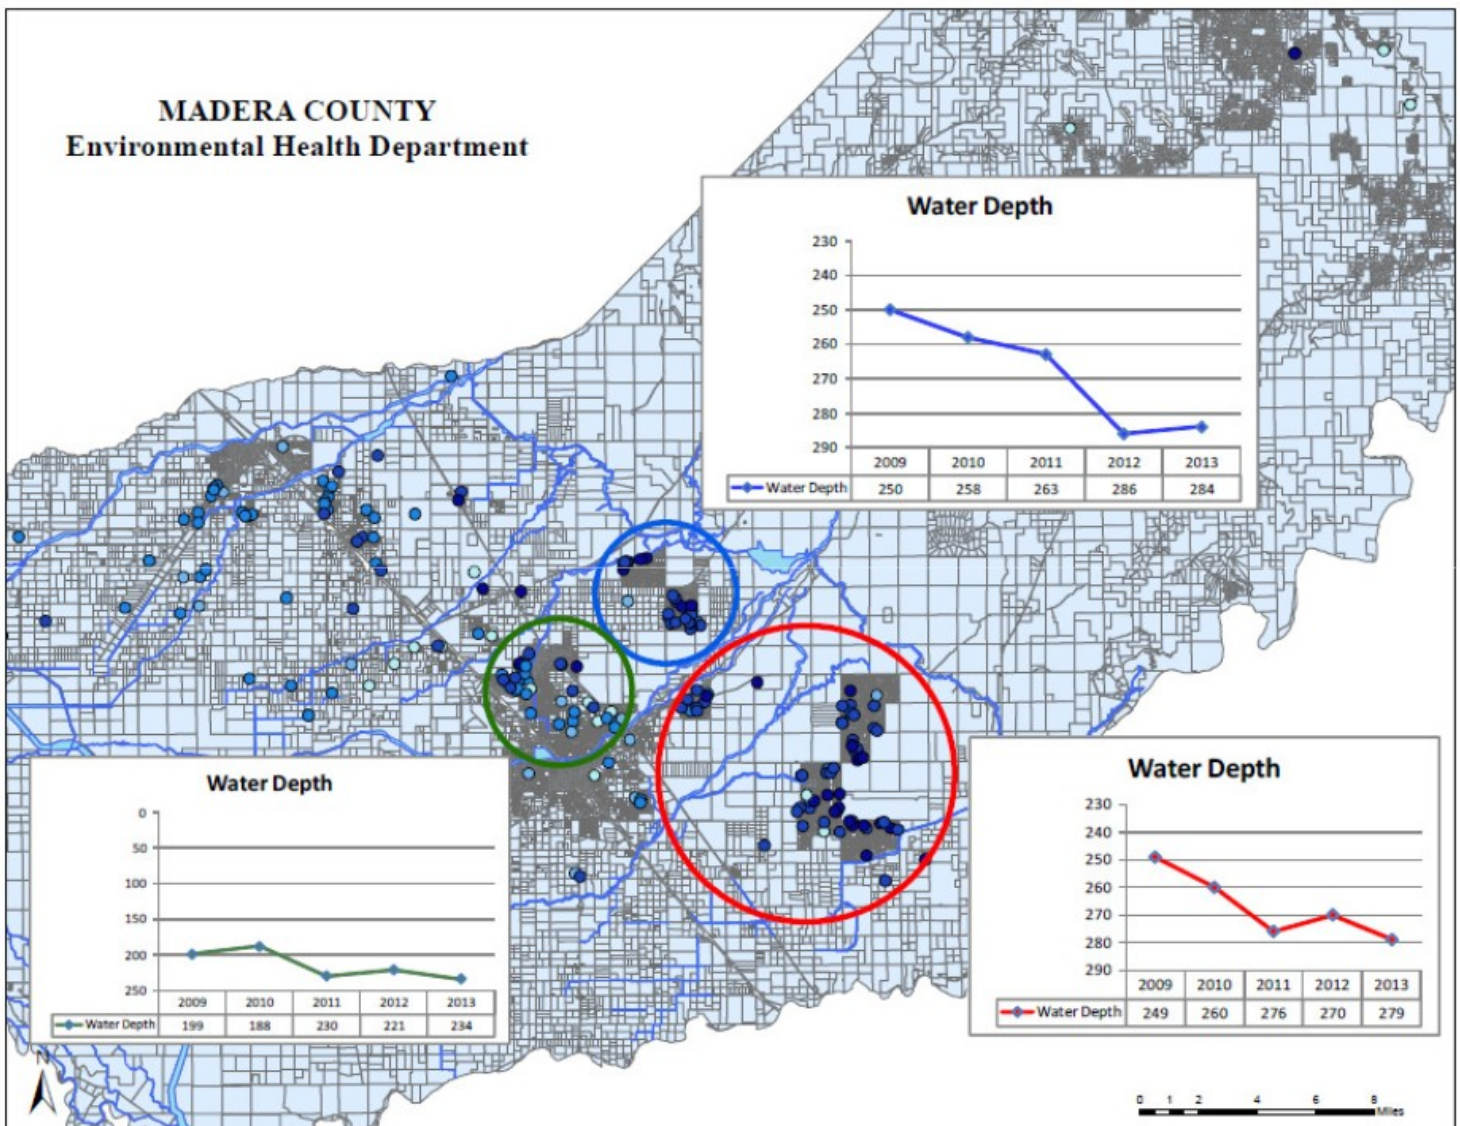 MADERA COUNTY
Environmental Health Department
Water Depth
230
240
250
260
270
280
290
2009 2010 2011 2012 2013
Water Depth 250 258 263 286 284
Water Depth
0
50
100
150
200
250
2009 2010 2011 2012 2013
Water Depth 199 188 230 221 234
Water Depth
230
240
250
260
270
280
290
2009 2010 2011 2012 2013
Water Depth 249 260 276 270 279
N
0 1 2 4 6 8
Miles